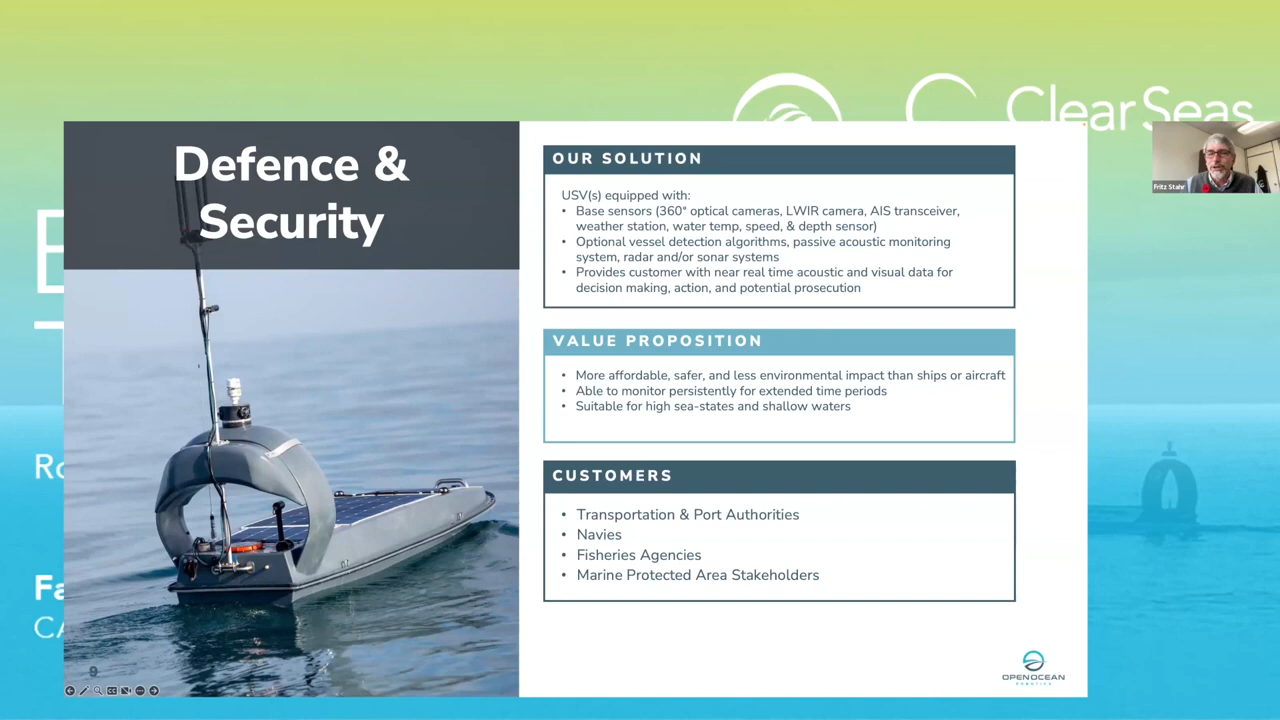 Clear Seas
Defence &
Security
OUR SOLUTION
USV(s) equipped with:
• Base sensors (360° optical cameras, LWIR camera, AIS transceiver,
weather station, water temp, speed, & depth sensor)
• Optional vessel detection algorithms, passive acoustic monitoring
system, radar and/or sonar systems
• Provides customer with near real time acoustic and visual data for
decision making, action, and potential prosecution
VALUE PROPOSITION
• More affordable, safer, and less environmental impact than ships or aircraft
• Able to monitor persistently for extended time periods
• Suitable for high sea-states and shallow waters
CUSTOMERS
• Transportation & Port Authorities
• Navies
• Fisheries Agencies
• Marine Protected Area Stakeholders
OPENOCEAN
ROBOTICS
9
Fritz Stahr
Ro
Fa
CA